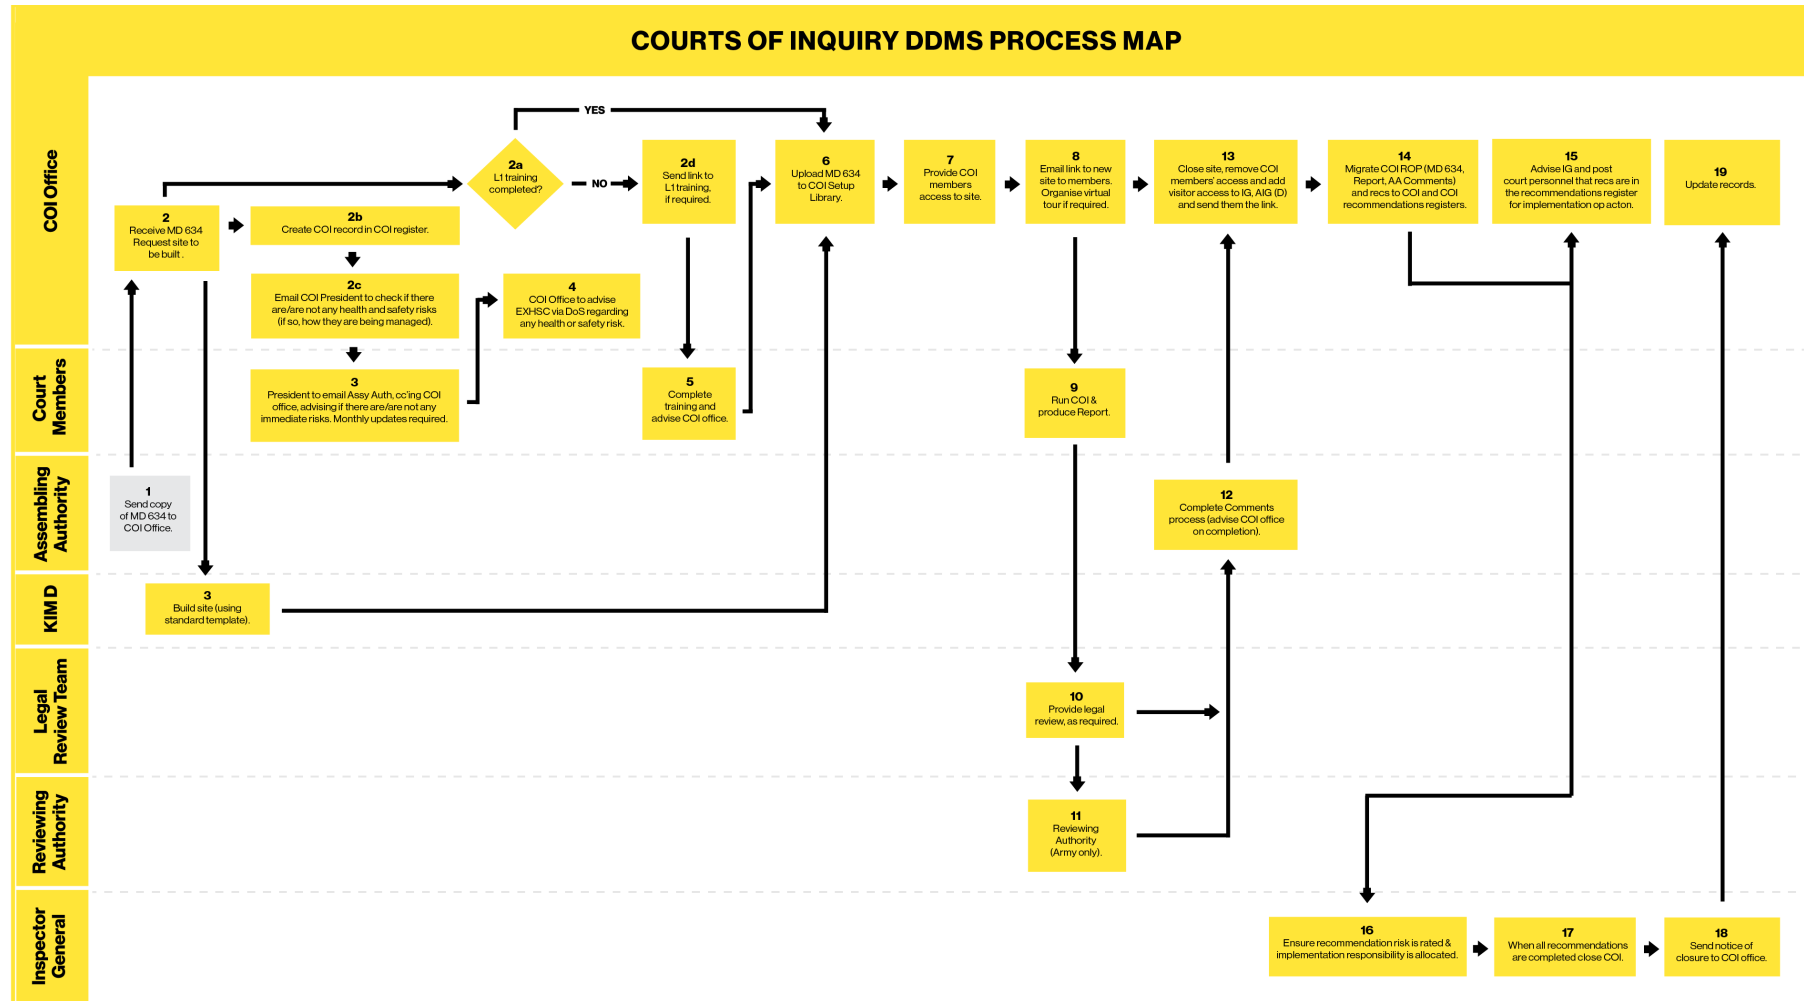 COURTS OF INQUIRY DDMS PROCESS MAP
COI Office
YES
2a
L1 training
completed?
NO
2d
Send link to
L1 training,
if required.
6
Upload MD 634
to COI Setup
Library.
7
Provide COI
members
access to site.
8
Email link to new
site to members.
Organise virtual
tour if required.
13
Close site, remove COI
members' access and add
visitor access to IG, AIG (D)
and send them the link.
14
Migrate COI ROP (MD 634,
Report, AA Comments)
and recs to COI and COI
recommendations registers.
15
Advise IG and post
court personnel that recs are in
the recommendations register
for implementation op acton.
19
Update records.
2
Receive MD 634
Request site to
be built .
2b
Create COI record in COI register.
2c
Email COI President to check if there
are/are not any health and safety risks
(if so, how they are being managed).
4
COI Office to advise
EXHSC via DoS regarding
any health or safety risk.
Court
Members
3
President to email Assy Auth, cc'ing COI
office, advising if there are/are not any
immediate risks. Monthly updates required.
5
Complete
training and
advise COI office.
9
Run COI &
produce Report.
Assembling
Authority
1
Send copy
of MD 634 to
COI Office.
12
Complete Comments
process (advise COI office
on completion).
KIM D
3
Build site (using
standard template).
Legal
Review Team
10
Provide legal
review, as required.
Reviewing
Authority
11
Reviewing
Authority
(Army only).
Inspector
General
16
Ensure recommendation risk is rated &
implementation responsibility is allocated.
17
When all recommendations
are completed close COI.
18
Send notice of
closure to COI office.